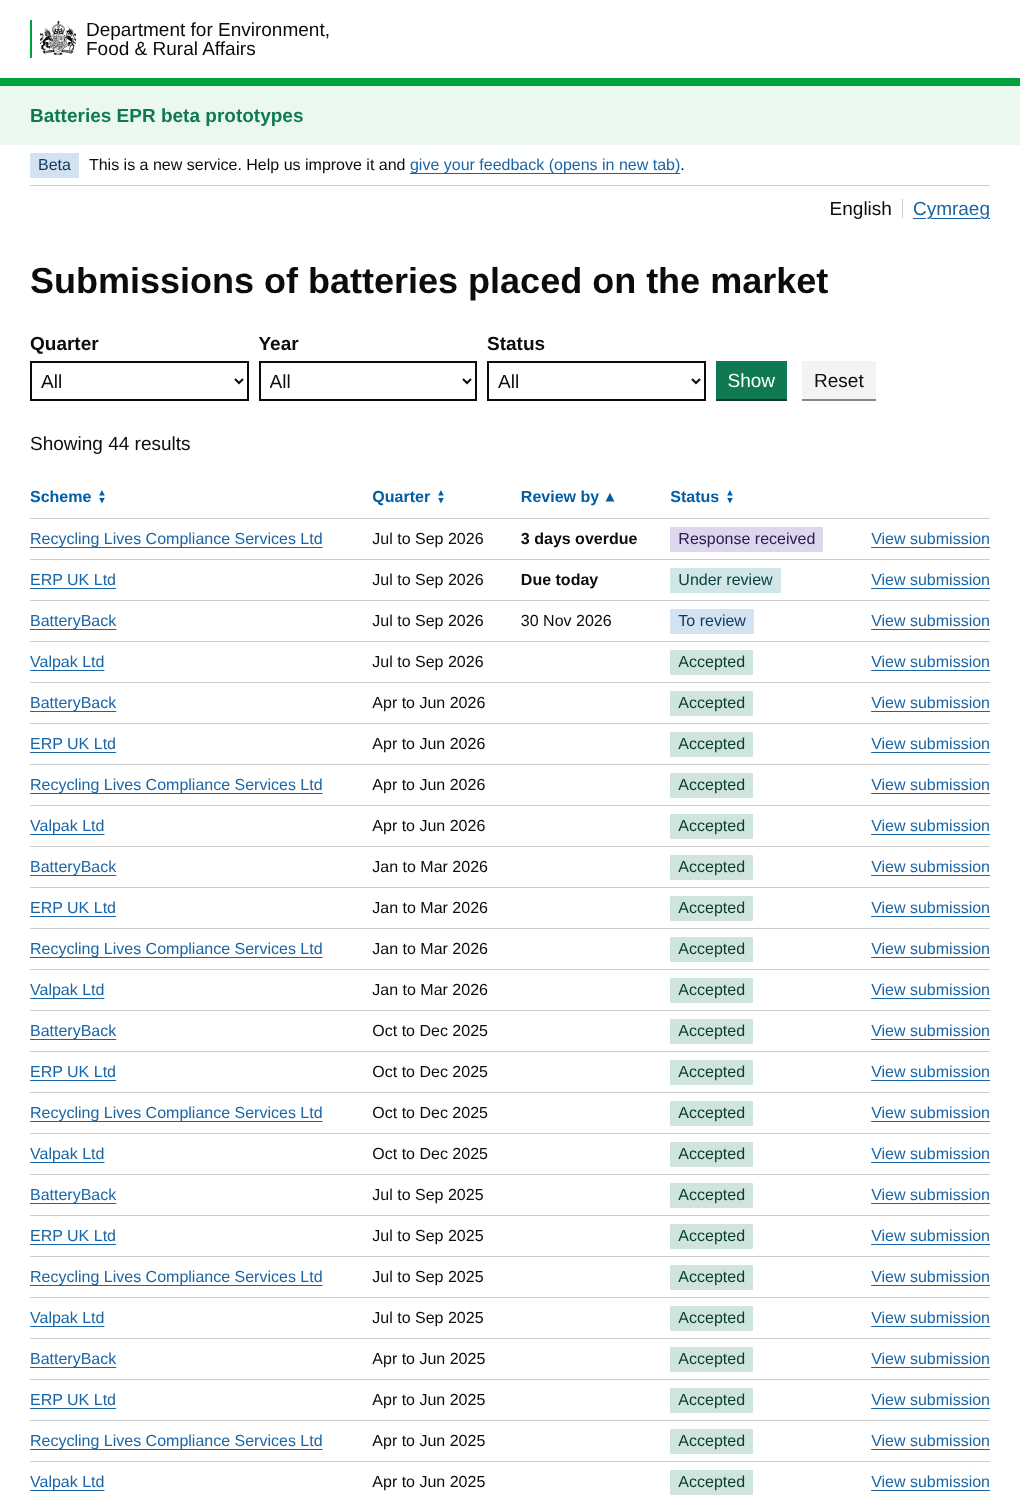 Department for Environment,
Food & Rural Affairs
Batteries EPR beta prototypes
Beta This is a new service. Help us improve it and give your feedback (opens in new tab).
English Cymraeg
Submissions of batteries placed on the market
Quarter Year Status
All All All Show Reset
Showing 44 results
Scheme Quarter Review by Status
Recycling Lives Compliance Services Ltd Jul to Sep 2026 3 days overdue Response received View submission
ERP UK Ltd Jul to Sep 2026 Due today Under review View submission
BatteryBack Jul to Sep 2026 30 Nov 2026 To review View submission
Valpak Ltd Jul to Sep 2026 Accepted View submission
BatteryBack Apr to Jun 2026 Accepted View submission
ERP UK Ltd Apr to Jun 2026 Accepted View submission
Recycling Lives Compliance Services Ltd Apr to Jun 2026 Accepted View submission
Valpak Ltd Apr to Jun 2026 Accepted View submission
BatteryBack Jan to Mar 2026 Accepted View submission
ERP UK Ltd Jan to Mar 2026 Accepted View submission
Recycling Lives Compliance Services Ltd Jan to Mar 2026 Accepted View submission
Valpak Ltd Jan to Mar 2026 Accepted View submission
BatteryBack Oct to Dec 2025 Accepted View submission
ERP UK Ltd Oct to Dec 2025 Accepted View submission
Recycling Lives Compliance Services Ltd Oct to Dec 2025 Accepted View submission
Valpak Ltd Oct to Dec 2025 Accepted View submission
BatteryBack Jul to Sep 2025 Accepted View submission
ERP UK Ltd Jul to Sep 2025 Accepted View submission
Recycling Lives Compliance Services Ltd Jul to Sep 2025 Accepted View submission
Valpak Ltd Jul to Sep 2025 Accepted View submission
BatteryBack Apr to Jun 2025 Accepted View submission
ERP UK Ltd Apr to Jun 2025 Accepted View submission
Recycling Lives Compliance Services Ltd Apr to Jun 2025 Accepted View submission
Valpak Ltd Apr to Jun 2025 Accepted View submission